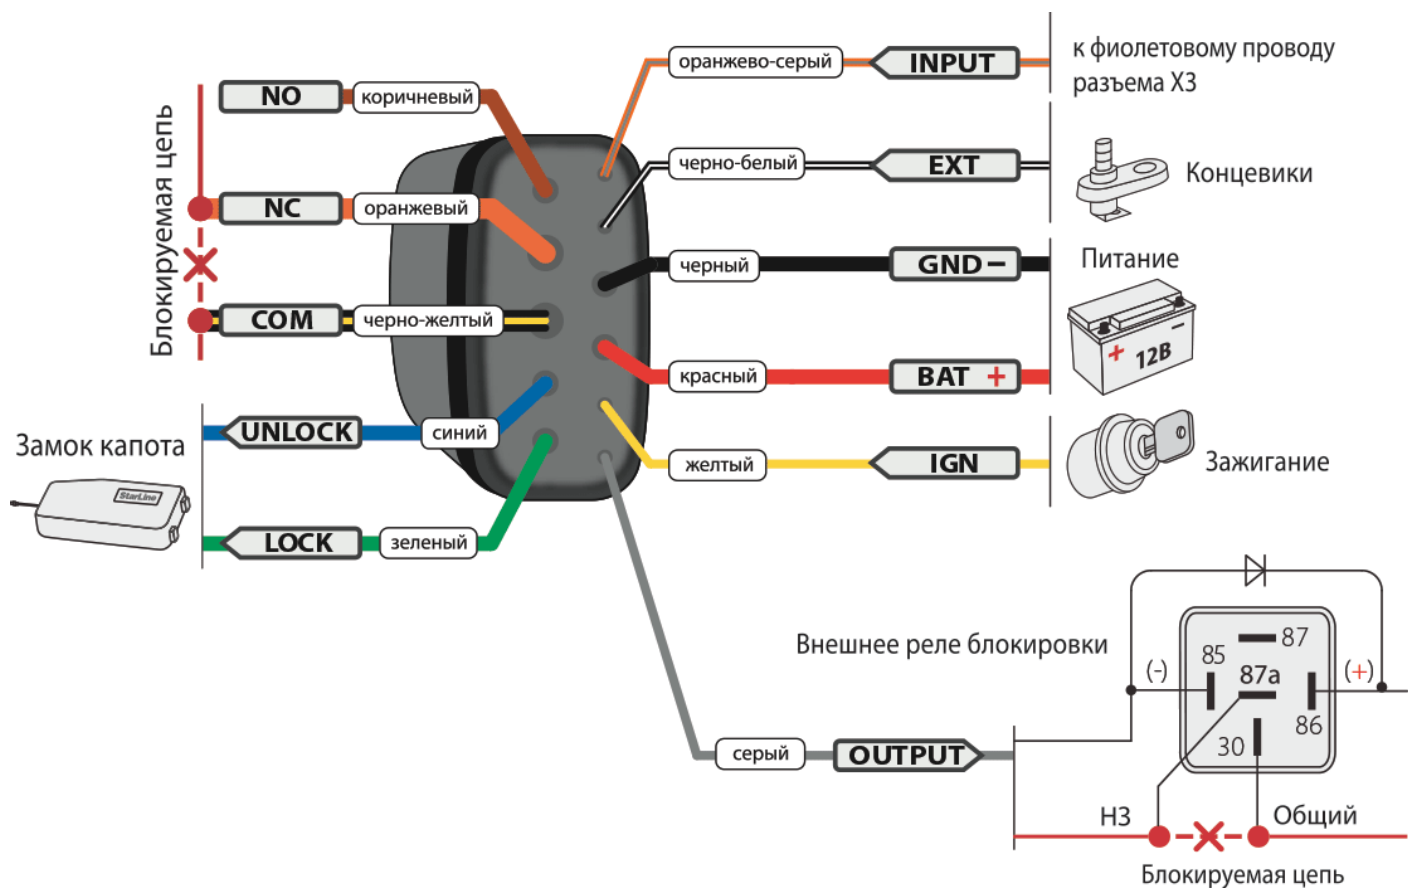 NO
коричневый
оранжево-серый
INPUT
к фиолетовому проводу
разъема X3
Блокируемая цепь
NC
оранжевый
черно-белый
EXT
Концевики
черный
GND −
Питание
COM
черно-желтый
красный
BAT +
+ 12В −
Замок капота
UNLOCK
синий
желтый
IGN
Зажигание
StarLine
LOCK
зеленый
Внешнее реле блокировки
87
85
(-)
87a
(+)
86
30
серый
OUTPUT
НЗ
Общий
Блокируемая цепь